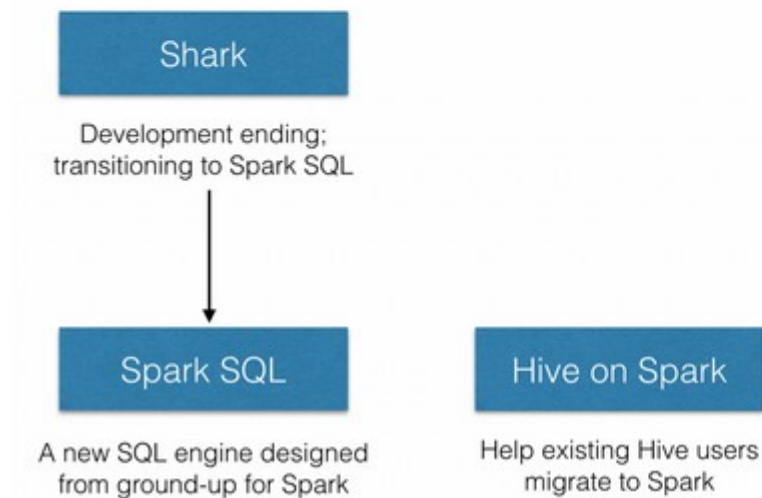 Shark
Development ending;
transitioning to Spark SQL
Spark SQL
A new SQL engine designed
from ground-up for Spark
Hive on Spark
Help existing Hive users
migrate to Spark